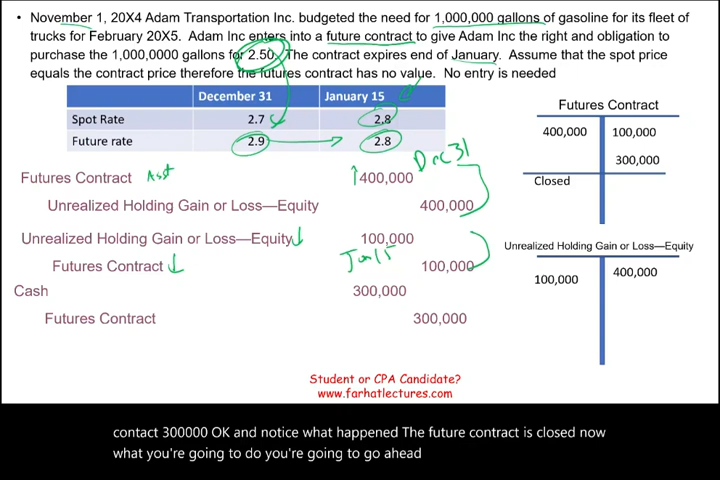 • November 1, 20X4 Adam Transportation Inc. budgeted the need for 1,000,000 gallons of gasoline for its fleet of
trucks for February 20X5. Adam Inc enters into a future contract to give Adam Inc the right and obligation to
purchase the 1,000,0000 gallons for 2.50. The contract expires end of January. Assume that the spot price
equals the contract price therefore the futures contract has no value. No entry is needed
December 31 January 15
Spot Rate 2.7 2.8
Future rate 2.9 2.8
Dec 31
Futures Contract Asst 400,000
Unrealized Holding Gain or Loss—Equity 400,000
Unrealized Holding Gain or Loss—Equity 100,000
Jan 15
Futures Contract 100,000
Cash 300,000
Futures Contract 300,000
Futures Contract
400,000 100,000
300,000
Closed
Unrealized Holding Gain or Loss—Equity
100,000 400,000
Student or CPA Candidate?
www.farhatlectures.com
contact 300000 OK and notice what happened The future contract is closed now
what you're going to do you're going to go ahead